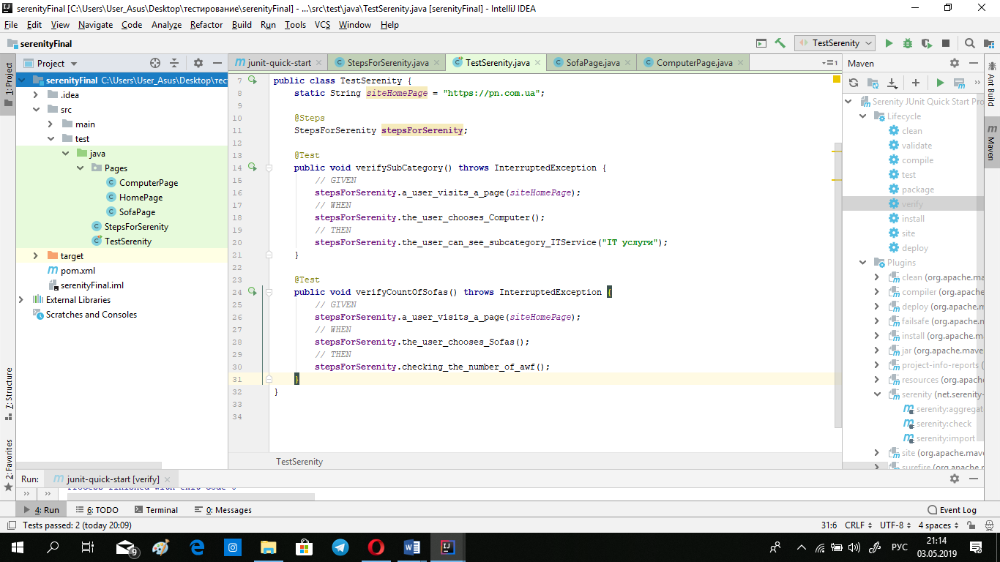 serenityFinal [C:\Users\User_Asus\Desktop\тестирование\serenityFinal] - ...\src\test\java\TestSerenity.java [serenityFinal] - IntelliJ IDEA
File Edit View Navigate Code Analyze Refactor Build Run Tools VCS Window Help
serenityFinal
TestSerenity
1: Project
Project
junit-quick-start
StepsForSerenity.java
TestSerenity.java
SofaPage.java
ComputerPage.java
1
Maven
serenityFinal C:\Users\User_Asus\Desktop\тес
.idea
src
main
test
java
Pages
ComputerPage
HomePage
SofaPage
StepsForSerenity
TestSerenity
target
pom.xml
serenityFinal.iml
External Libraries
Scratches and Consoles
7: Structure
2: Favorites
7 public class TestSerenity {
8 static String siteHomePage = "https://pn.com.ua";
9
10 @Steps
11 StepsForSerenity stepsForSerenity;
12
13 @Test
14 public void verifySubCategory() throws InterruptedException {
15 // GIVEN
16 stepsForSerenity.a_user_visits_a_page(siteHomePage);
17 // WHEN
18 stepsForSerenity.the_user_chooses_Computer();
19 // THEN
20 stepsForSerenity.the_user_can_see_subcategory_ITService("IT услуги");
21 }
22
23 @Test
24 public void verifyCountOfSofas() throws InterruptedException {
25 // GIVEN
26 stepsForSerenity.a_user_visits_a_page(siteHomePage);
27 // WHEN
28 stepsForSerenity.the_user_chooses_Sofas();
29 // THEN
30 stepsForSerenity.checking_the_number_of_awf();
31 }
32 }
33
34
TestSerenity
Serenity JUnit Quick Start Pro
Lifecycle
clean
validate
compile
test
package
verify
install
site
deploy
Plugins
clean (org.apache.ma
compiler (org.apache
deploy (org.apache.m
failsafe (org.apache.m
install (org.apache.ma
jar (org.apache.mave
project-info-reports (
resources (org.apach
serenity (net.serenity-
serenity:aggregat
serenity:check
serenity:import
site (org.apache.mave
surefire (org.apache.m
Ant Build
Maven
Run: junit-quick-start [verify]
Process finished with exit code 0
4: Run 6: TODO Terminal 0: Messages Event Log
Tests passed: 2 (today 20:09) 31:6 CRLF UTF-8 4 spaces
9
РУС
21:14
03.05.2019